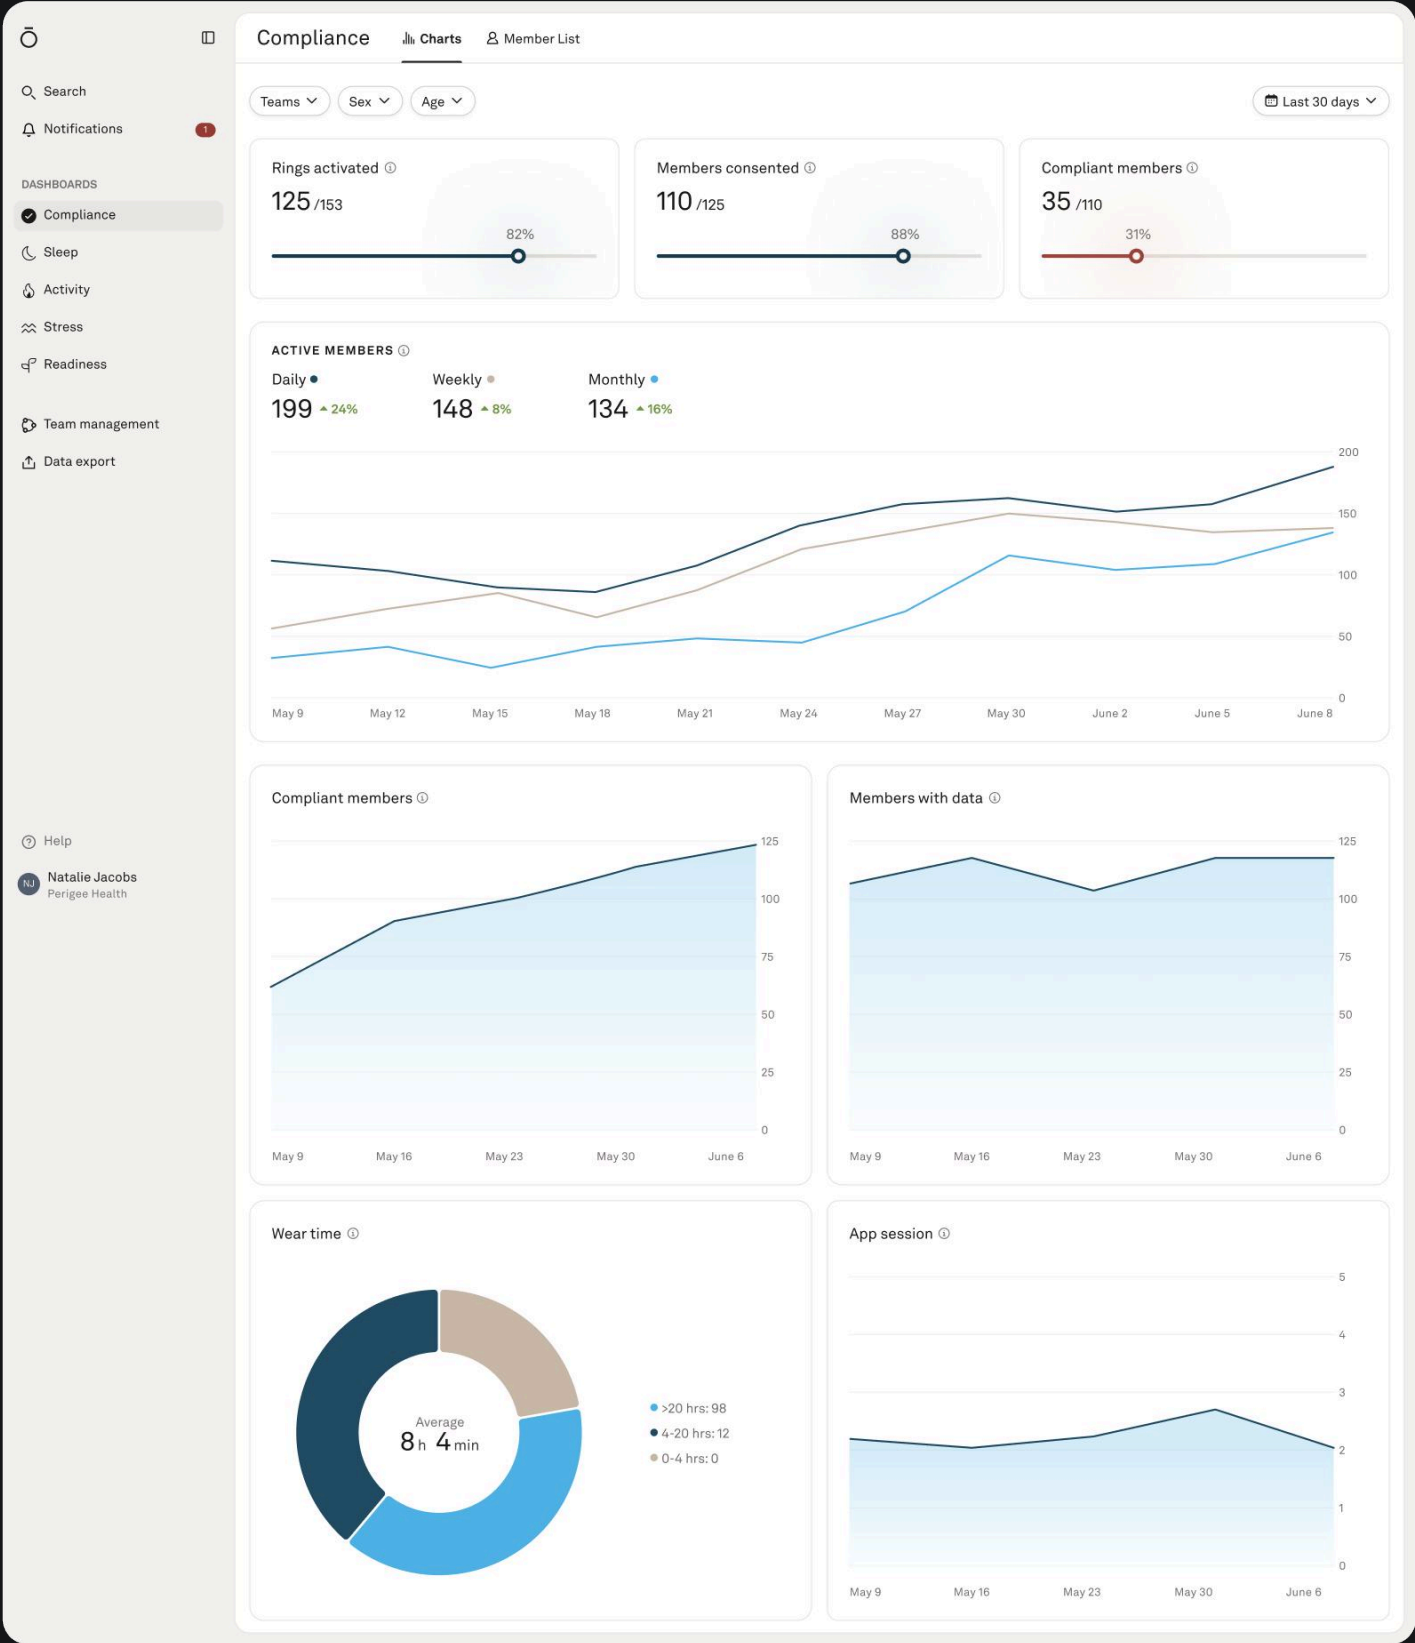 Compliance
Charts
Member List
Search
Notifications
1
DASHBOARDS
Compliance
Sleep
Activity
Stress
Readiness
Team management
Data export
Help
NJ
Natalie Jacobs
Perigee Health
Teams
Sex
Age
Last 30 days
Rings activated
125 /153
82%
Members consented
110 /125
88%
Compliant members
35 /110
31%
ACTIVE MEMBERS
Daily
199 24%
Weekly
148 8%
Monthly
134 16%
200
150
100
50
0
May 9 May 12 May 15 May 18 May 21 May 24 May 27 May 30 June 2 June 5 June 8
Compliant members
125
100
75
50
25
0
May 9 May 16 May 23 May 30 June 6
Members with data
125
100
75
50
25
0
May 9 May 16 May 23 May 30 June 6
Wear time
Average
8h 4min
>20 hrs: 98
4-20 hrs: 12
0-4 hrs: 0
App session
5
4
3
2
1
0
May 9 May 16 May 23 May 30 June 6